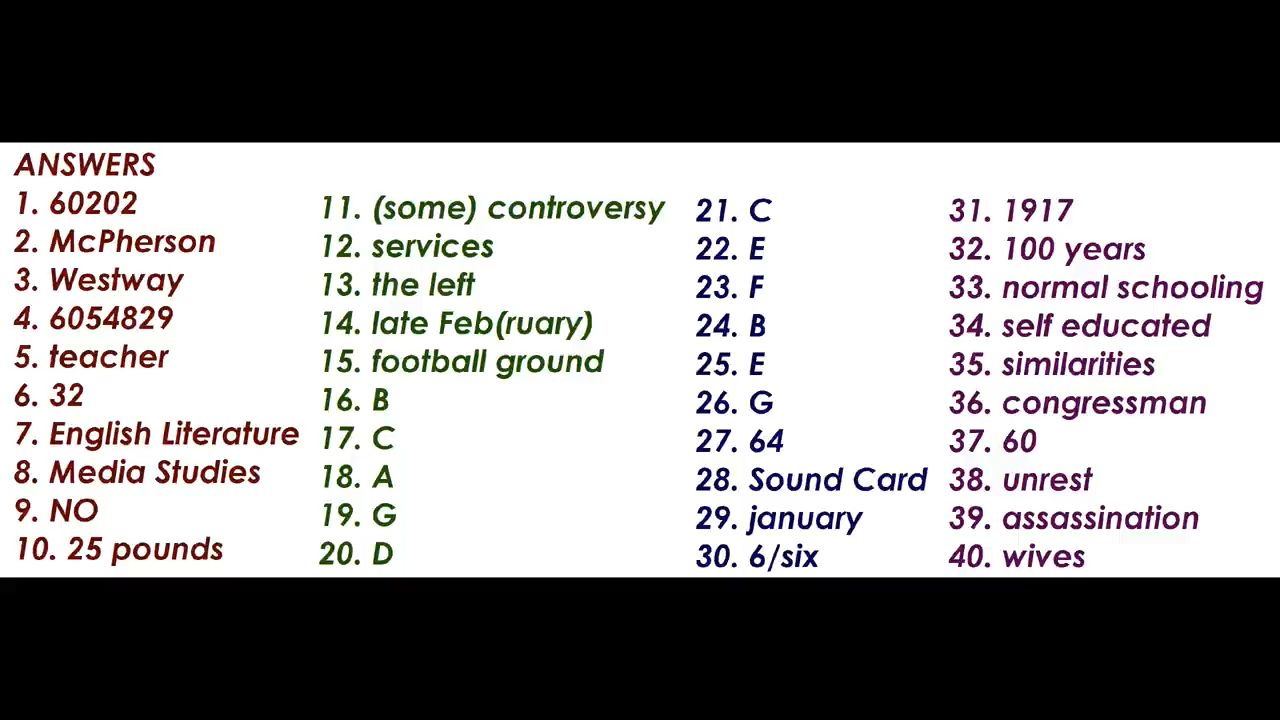 ANSWERS
1. 60202
2. McPherson
3. Westway
4. 6054829
5. teacher
6. 32
7. English Literature
8. Media Studies
9. NO
10. 25 pounds
11. (some) controversy
12. services
13. the left
14. late Feb(ruary)
15. football ground
16. B
17. C
18. A
19. G
20. D
21. C
22. E
23. F
24. B
25. E
26. G
27. 64
28. Sound Card
29. january
30. 6/six
31. 1917
32. 100 years
33. normal schooling
34. self educated
35. similarities
36. congressman
37. 60
38. unrest
39. assassination
40. wives